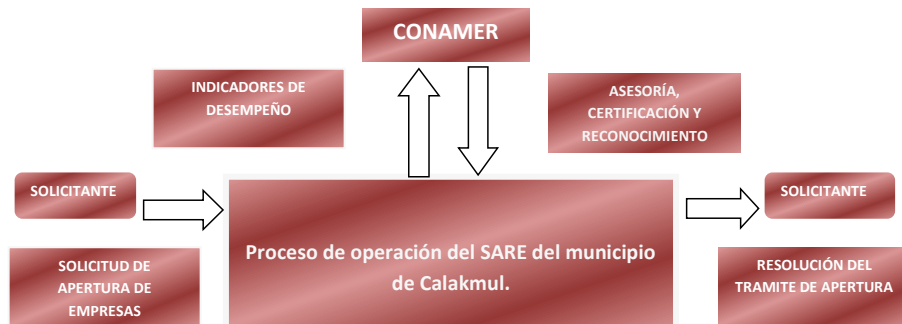 CONAMER
INDICADORES DE
DESEMPEÑO
ASESORÍA,
CERTIFICACIÓN Y
RECONOCIMIENTO
SOLICITANTE
SOLICITANTE
Proceso de operación del SARE del municipio
de Calakmul.
SOLICITUD DE
APERTURA DE
EMPRESAS
RESOLUCIÓN DEL
TRAMITE DE APERTURA